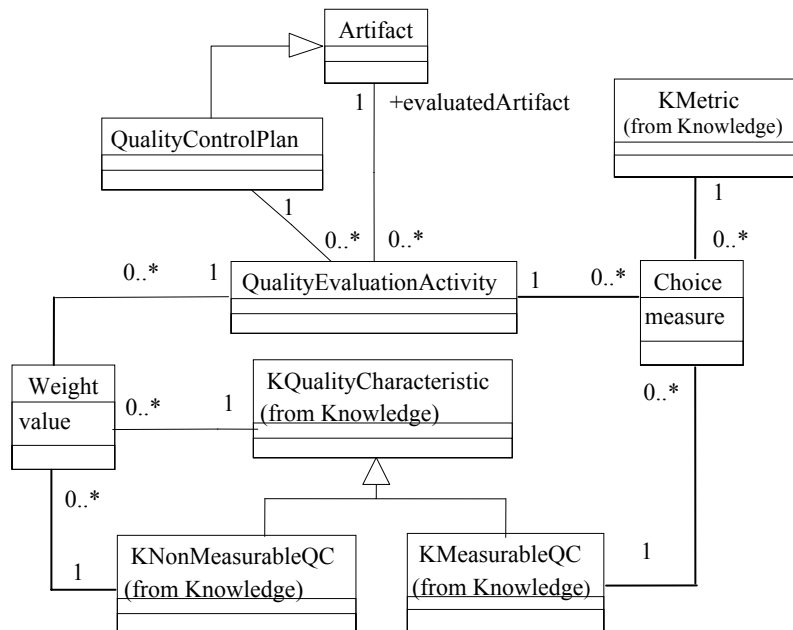 Artifact
1
+evaluatedArtifact
KMetric
(from Knowledge)
QualityControlPlan
1
1
0..*
0..*
0..*
0..*
1
QualityEvaluationActivity
1
0..*
Choice
measure
Weight
value
KQualityCharacteristic
(from Knowledge)
0..*
1
0..*
0..*
KNonMeasurableQC
(from Knowledge)
KMeasurableQC
(from Knowledge)
1
1